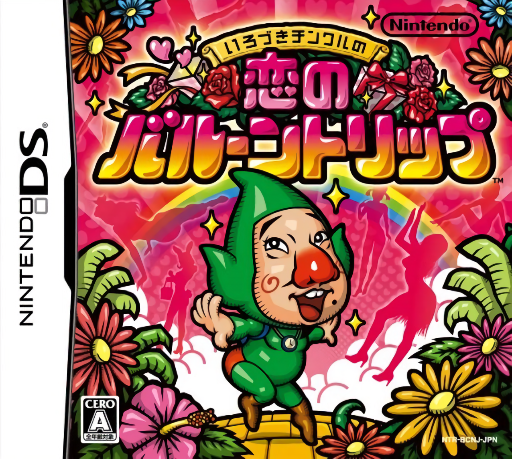 Nintendo
いろづきチンクルの
恋の
バルーントリップ
TM
NINTENDO DS®
CERO
A
全年齢対象
NTR-BCNJ-JPN